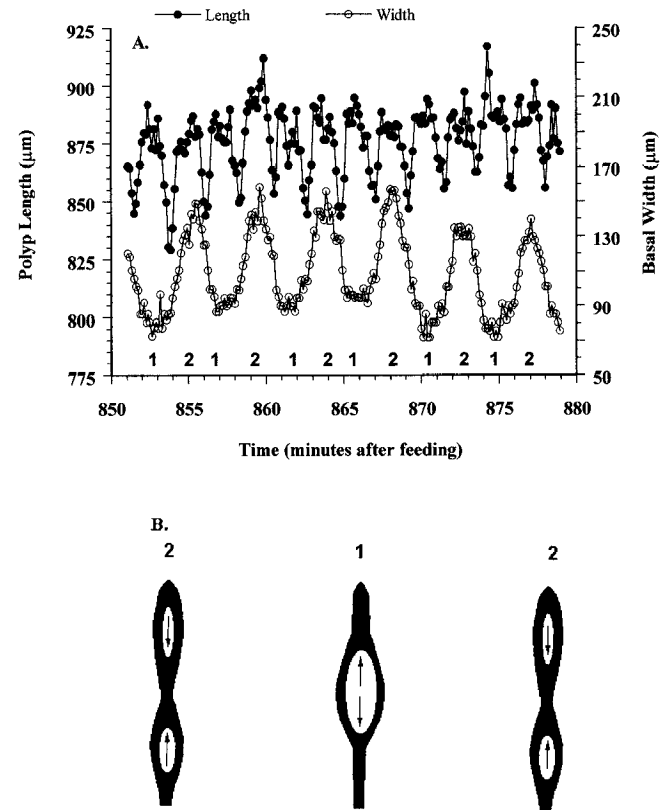 Length Width
A.
925
900
875
850
825
800
775
Polyp Length (µm)
250
210
170
130
90
50
Basal Width (µm)
1 2 1 2 1 2 1 2 1 2 1 2
850 855 860 865 870 875 880
Time (minutes after feeding)
B.
2 1 2